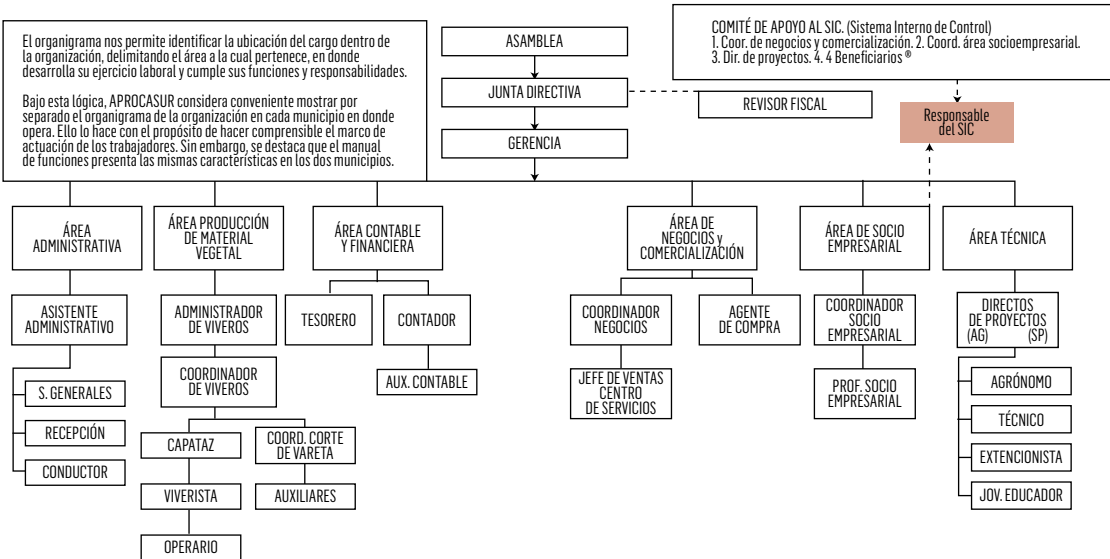 El organigrama nos permite identificar la ubicación del cargo dentro de
la organización, delimitando el área a la cual pertenece, en donde
desarrolla su ejercicio laboral y cumple sus funciones y responsabilidades.
Bajo esta lógica, APROCASUR considera conveniente mostrar por
separado el organigrama de la organización en cada municipio en donde
opera. Ello lo hace con el propósito de hacer comprensible el marco de
actuación de los trabajadores. Sin embargo, se destaca que el manual
de funciones presenta las mismas características en los dos municipios.
ASAMBLEA
JUNTA DIRECTIVA
GERENCIA
REVISOR FISCAL
COMITÉ DE APOYO AL SIC. (Sistema Interno de Control)
1. Coor. de negocios y comercialización. 2. Coord. área socioempresarial.
3. Dir. de proyectos. 4. 4 Beneficiarios ®
Responsable
del SIC
ÁREA
ADMINISTRATIVA
ÁREA PRODUCCIÓN
DE MATERIAL
VEGETAL
ÁREA CONTABLE
Y FINANCIERA
ÁREA DE
NEGOCIOS y
COMERCIALIZACIÓN
ÁREA DE SOCIO
EMPRESARIAL
ÁREA TÉCNICA
ASISTENTE
ADMINISTRATIVO
ADMINISTRADOR
DE VIVEROS
TESORERO
CONTADOR
COORDINADOR
NEGOCIOS
AGENTE
DE COMPRA
COORDINADOR
SOCIO
EMPRESARIAL
DIRECTOS
DE PROYECTOS
(AG) (SP)
S. GENERALES
RECEPCIÓN
CONDUCTOR
COORDINADOR
DE VIVEROS
CAPATAZ
COORD. CORTE
DE VARETA
VIVERISTA
AUXILIARES
OPERARIO
AUX. CONTABLE
JEFE DE VENTAS
CENTRO
DE SERVICIOS
PROF. SOCIO
EMPRESARIAL
AGRÓNOMO
TÉCNICO
EXTENCIONISTA
JOV. EDUCADOR